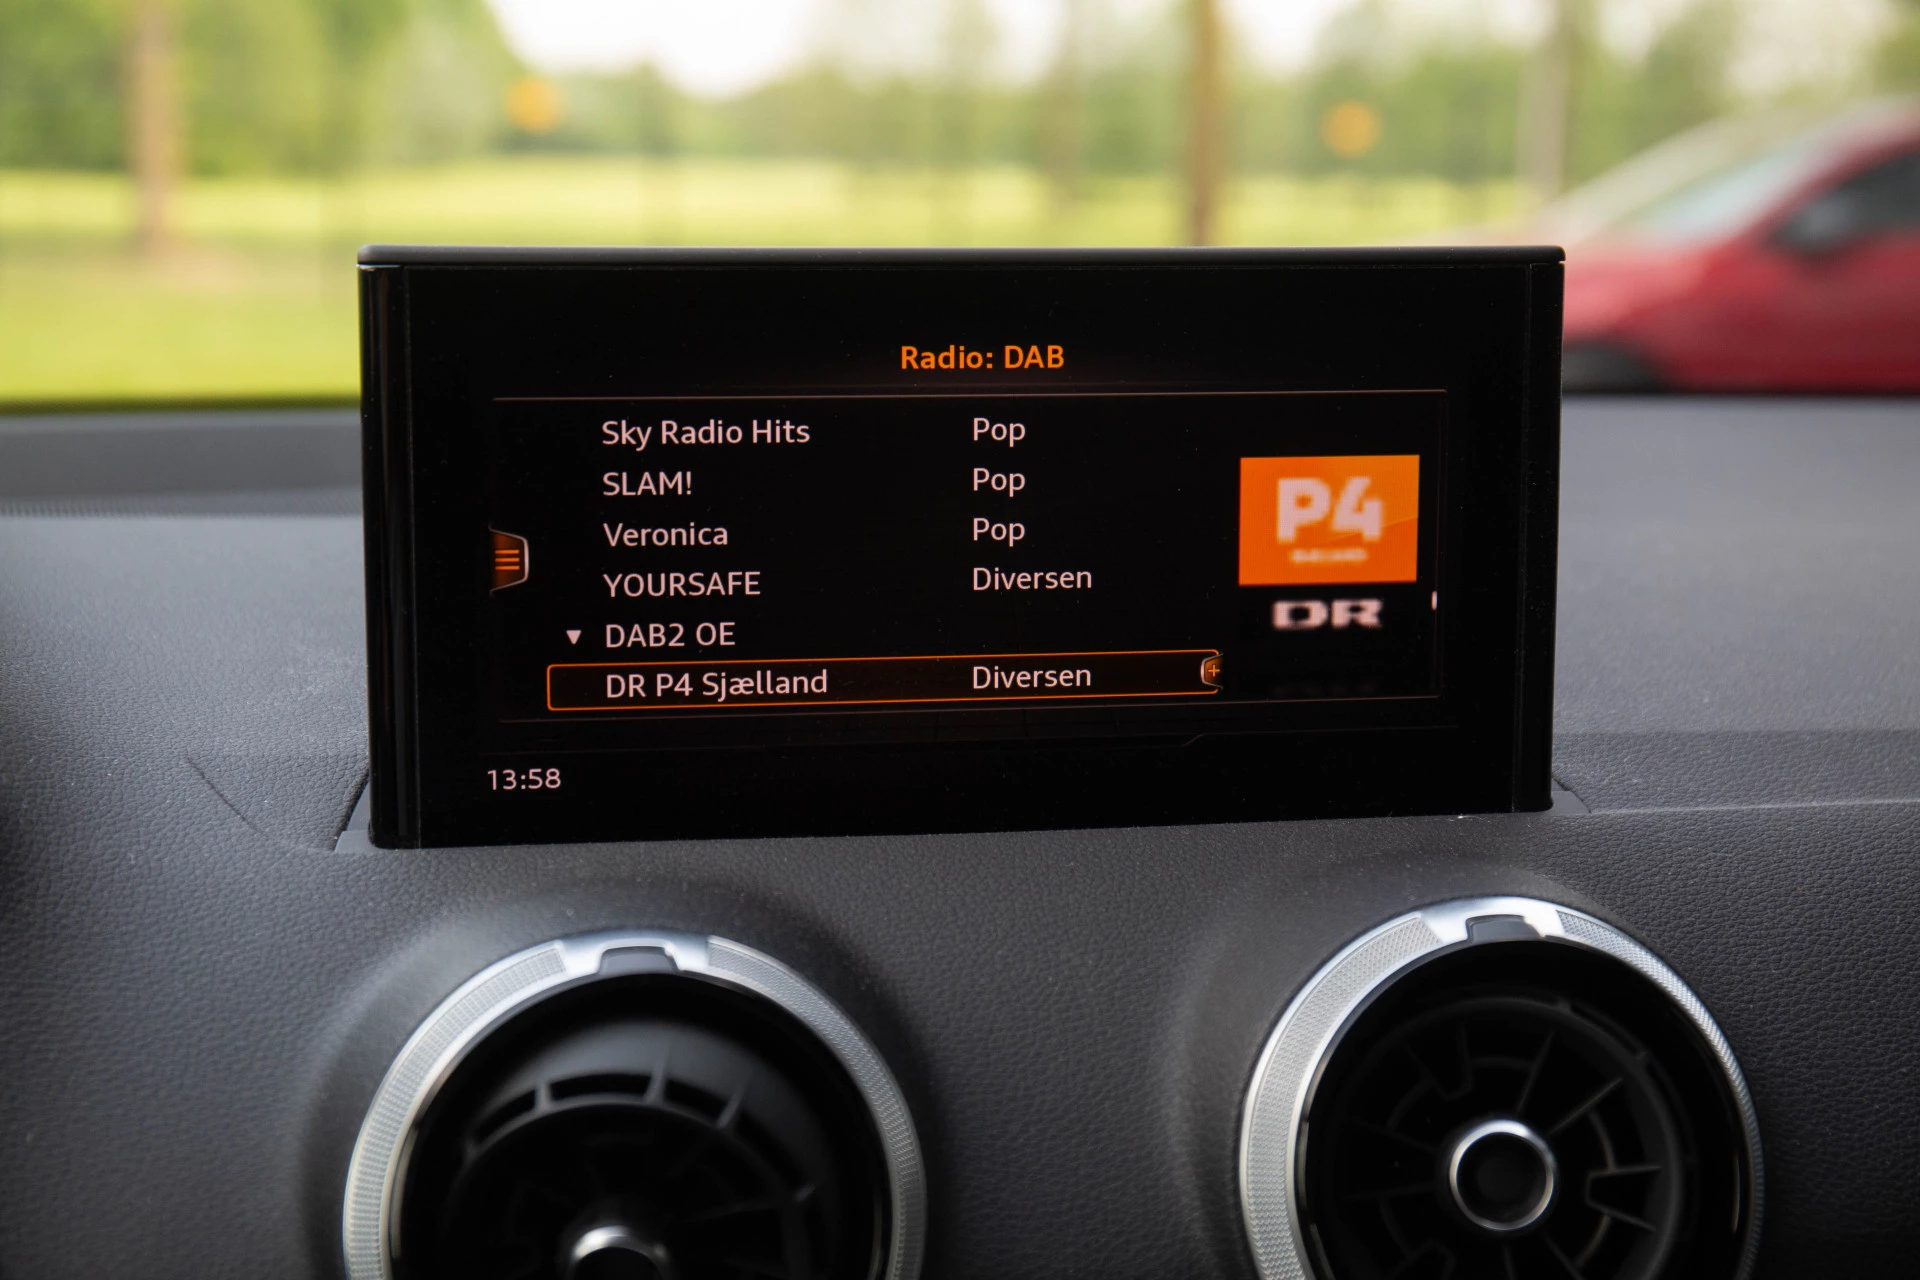 Radio: DAB
Sky Radio Hits Pop
SLAM! Pop
Veronica Pop
YOURSAFE Diversen
▼ DAB2 OE
DR P4 Sjælland Diversen
P4
DR
13:58